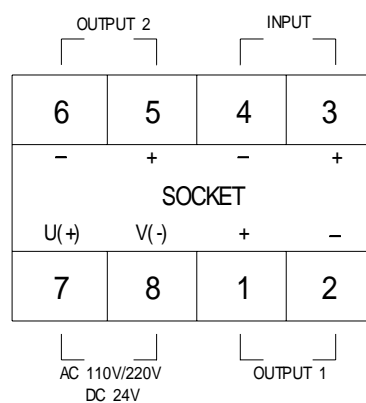 OUTPUT 2 INPUT
6 5 4 3
− + − +
SOCKET
U(+) V(-) + −
7 8 1 2
AC 110V/220V OUTPUT 1
DC 24V